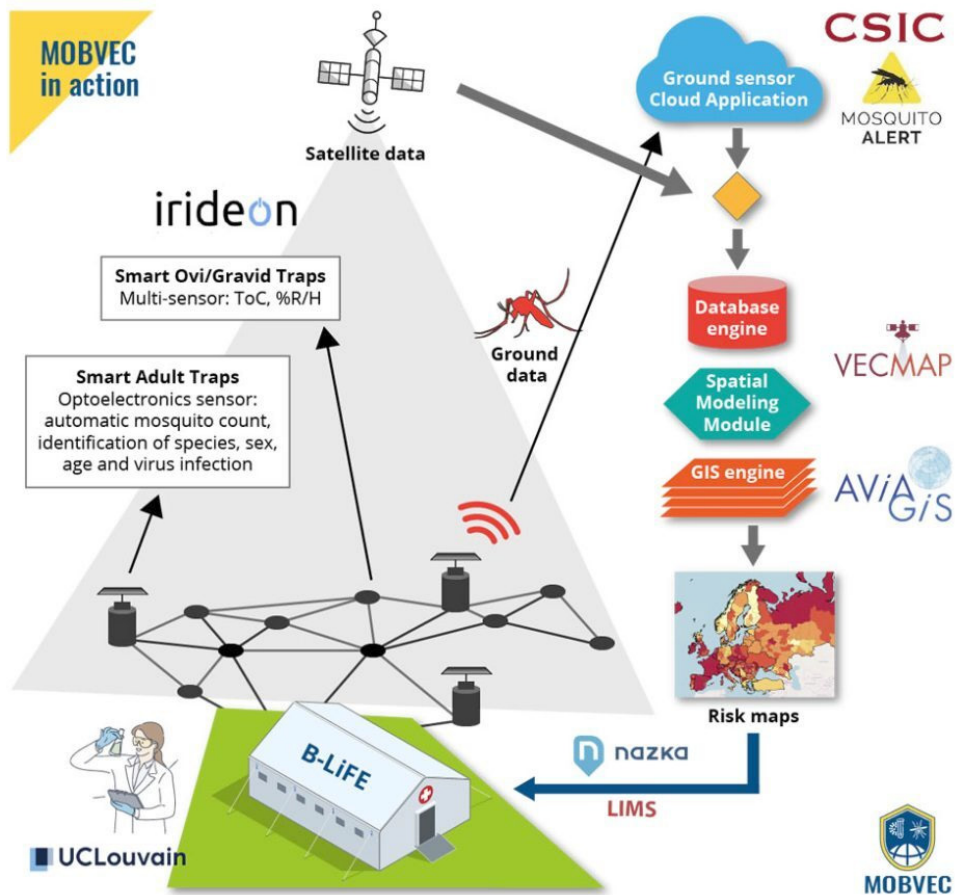 MOBVEC
in action
Satellite data
Ground sensor
Cloud Application
CSIC
MOSQUITO
ALERT
irideon
Smart Ovi/Gravid Traps
Multi-sensor: ToC, %R/H
Smart Adult Traps
Optoelectronics sensor:
automatic mosquito count,
identification of species, sex,
age and virus infection
Ground
data
Database
engine
VECMAP
Spatial
Modeling
Module
GIS engine
AViA
GiS
Risk maps
B-LiFE
nazka
LIMS
UCLouvain
MOBVEC